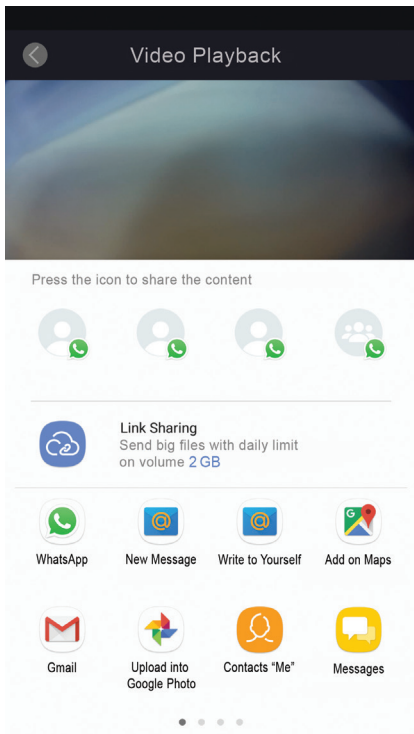 Video Playback
Press the icon to share the content
Link Sharing
Send big files with daily limit
on volume 2 GB
WhatsApp
New Message
Write to Yourself
Add on Maps
Gmail
Upload into
Google Photo
Contacts “Me”
Messages